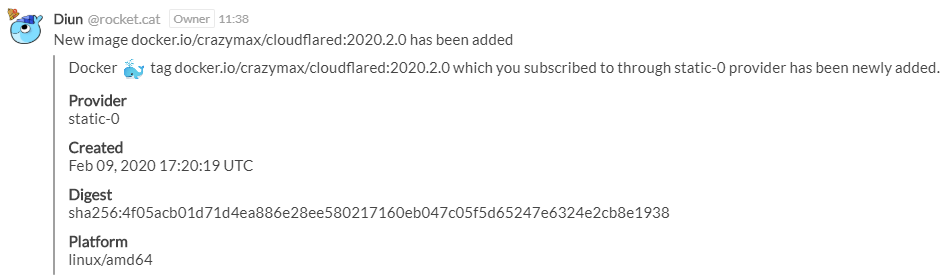 Diun @rocket.cat Owner 11:38
New image docker.io/crazymax/cloudflared:2020.2.0 has been added
Docker 🐳 tag docker.io/crazymax/cloudflared:2020.2.0 which you subscribed to through static-0 provider has been newly added.
Provider
static-0
Created
Feb 09, 2020 17:20:19 UTC
Digest
sha256:4f05acb01d71d4ea886e28ee580217160eb047c05f5d65247e6324e2cb8e1938
Platform
linux/amd64